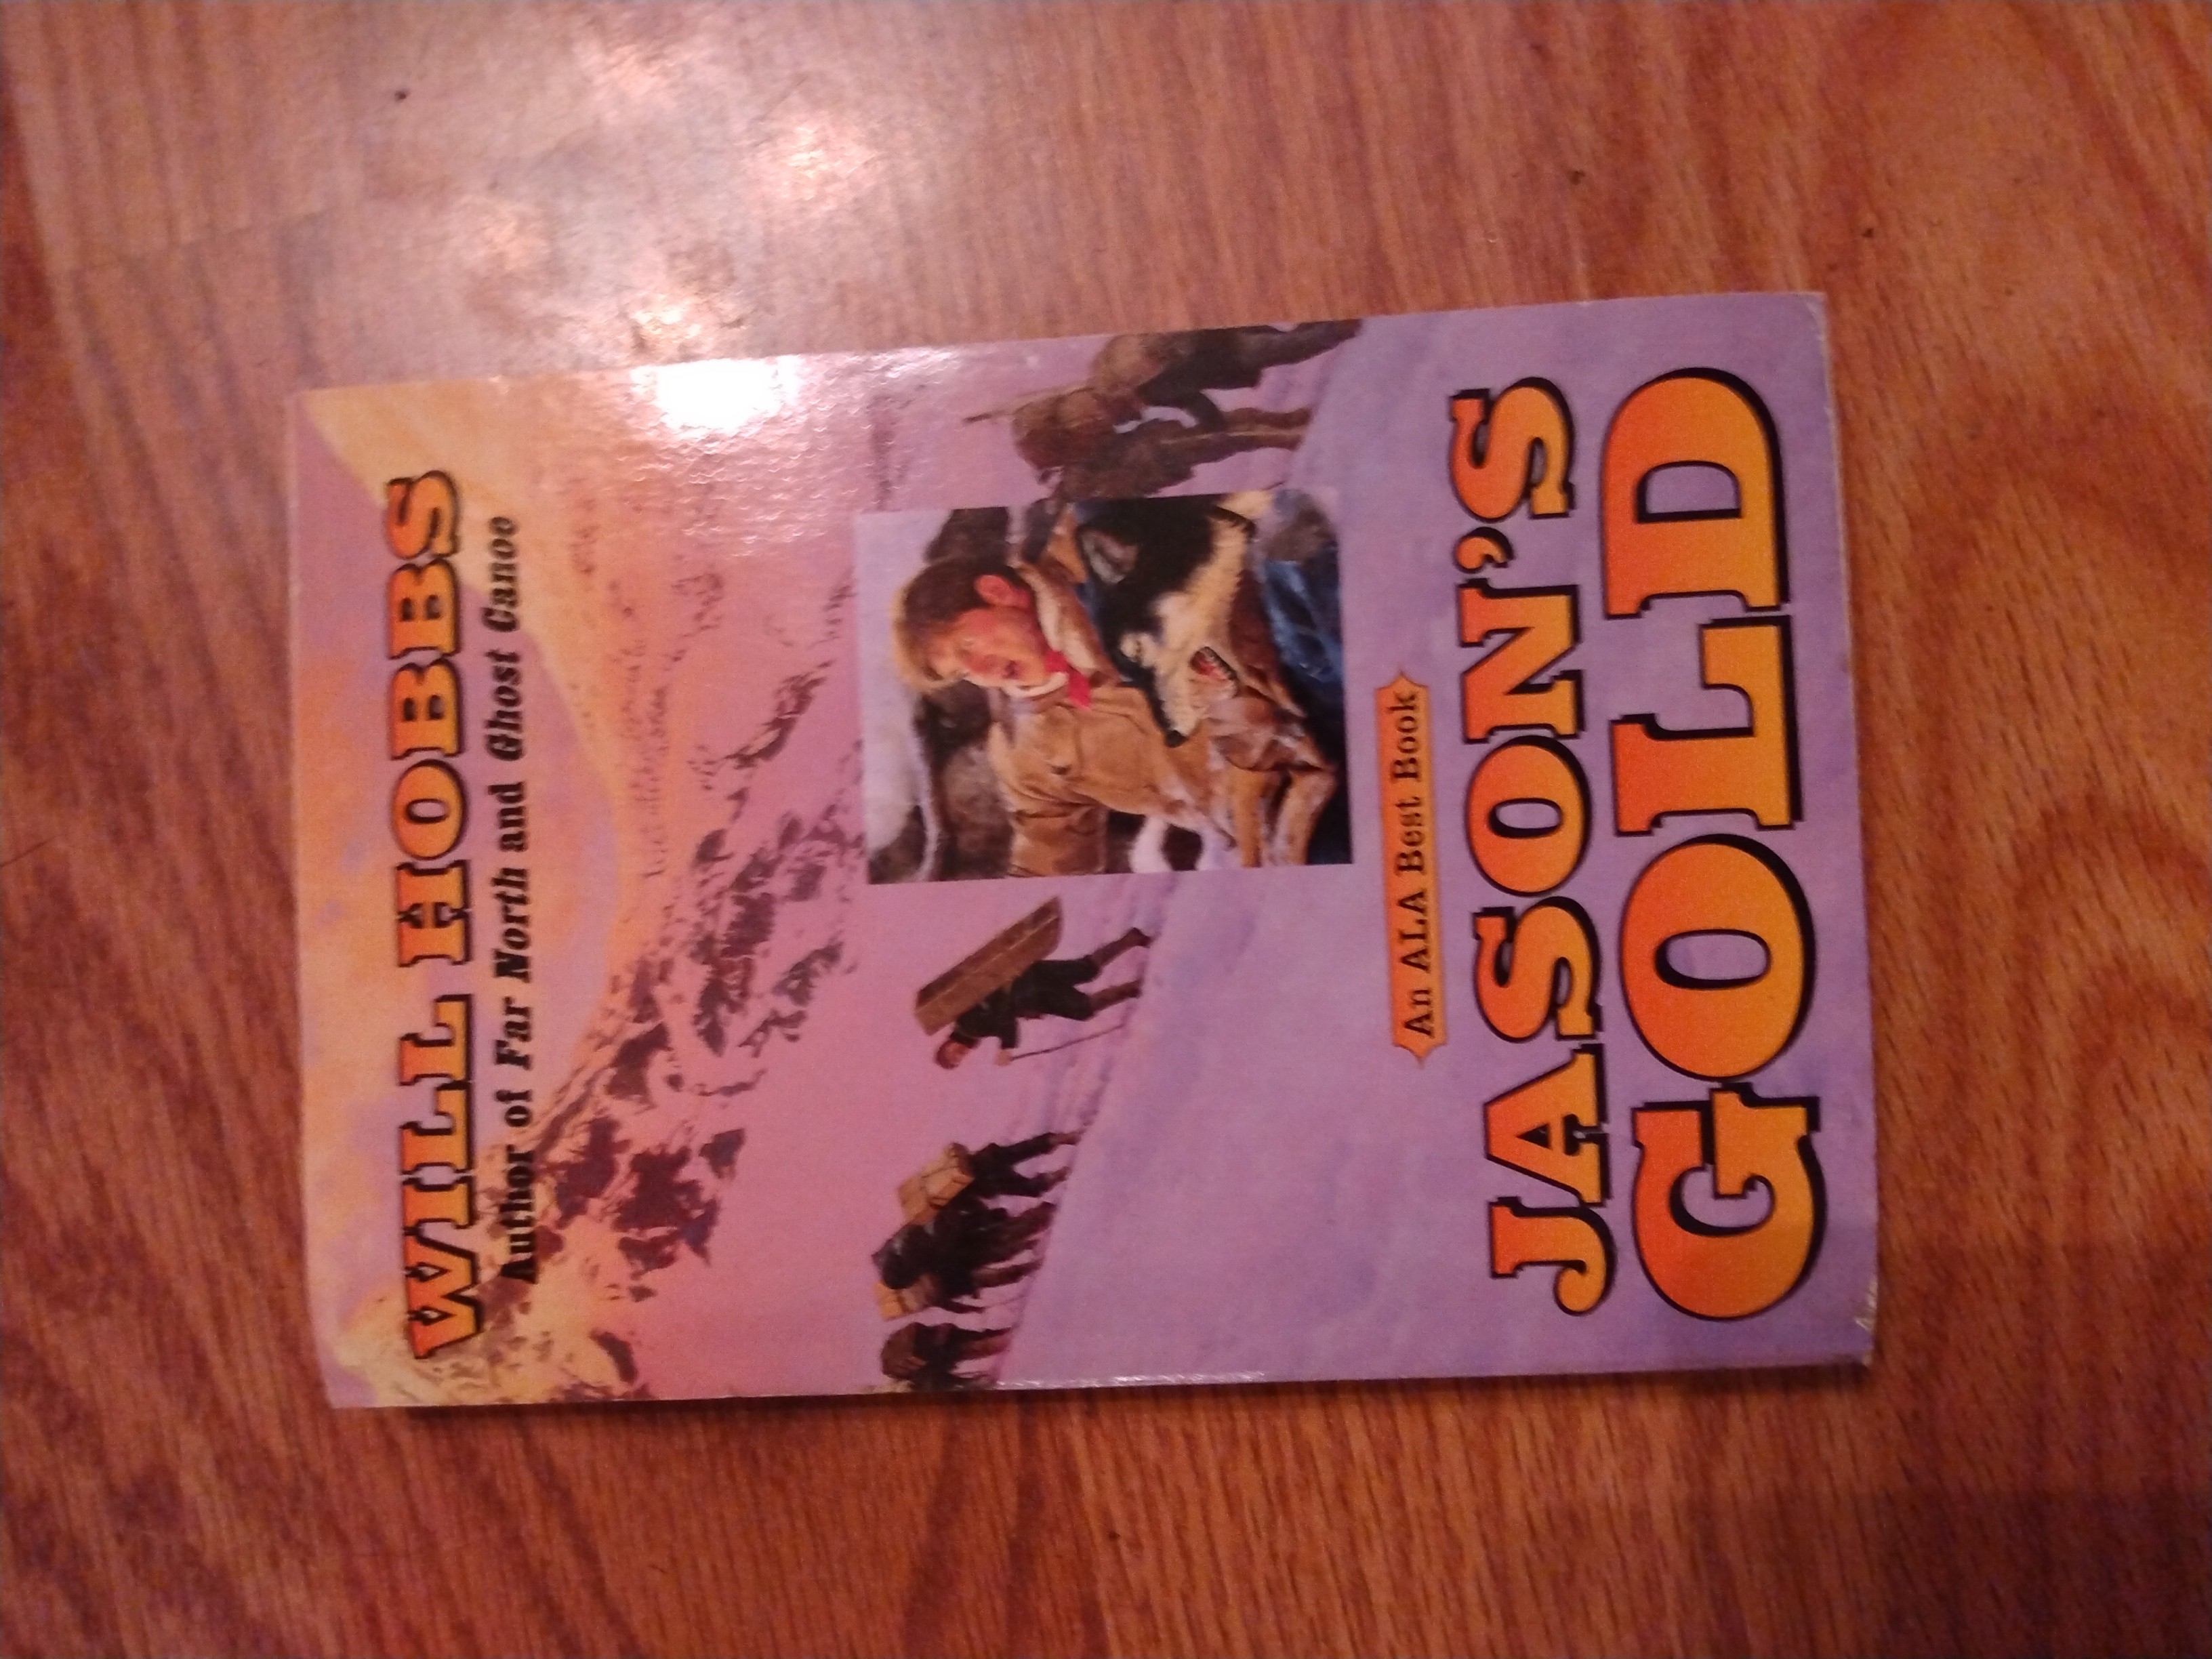 WILL HOBBS
Author of Far North and Ghost Canoe
An ALA Best Book
JASON'S
GOLD